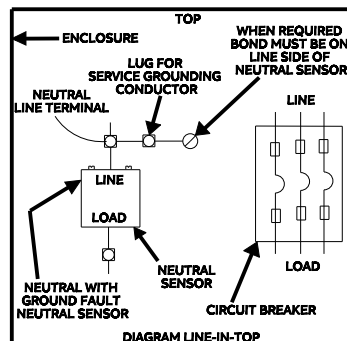 TOP
ENCLOSURE
WHEN REQUIRED
BOND MUST BE ON
LINE SIDE OF
NEUTRAL SENSOR
LUG FOR
SERVICE GROUNDING
CONDUCTOR
NEUTRAL
LINE TERMINAL
LINE
LINE
LOAD
LOAD
NEUTRAL
SENSOR
NEUTRAL WITH
GROUND FAULT
NEUTRAL SENSOR
CIRCUIT BREAKER
DIAGRAM LINE-IN-TOP